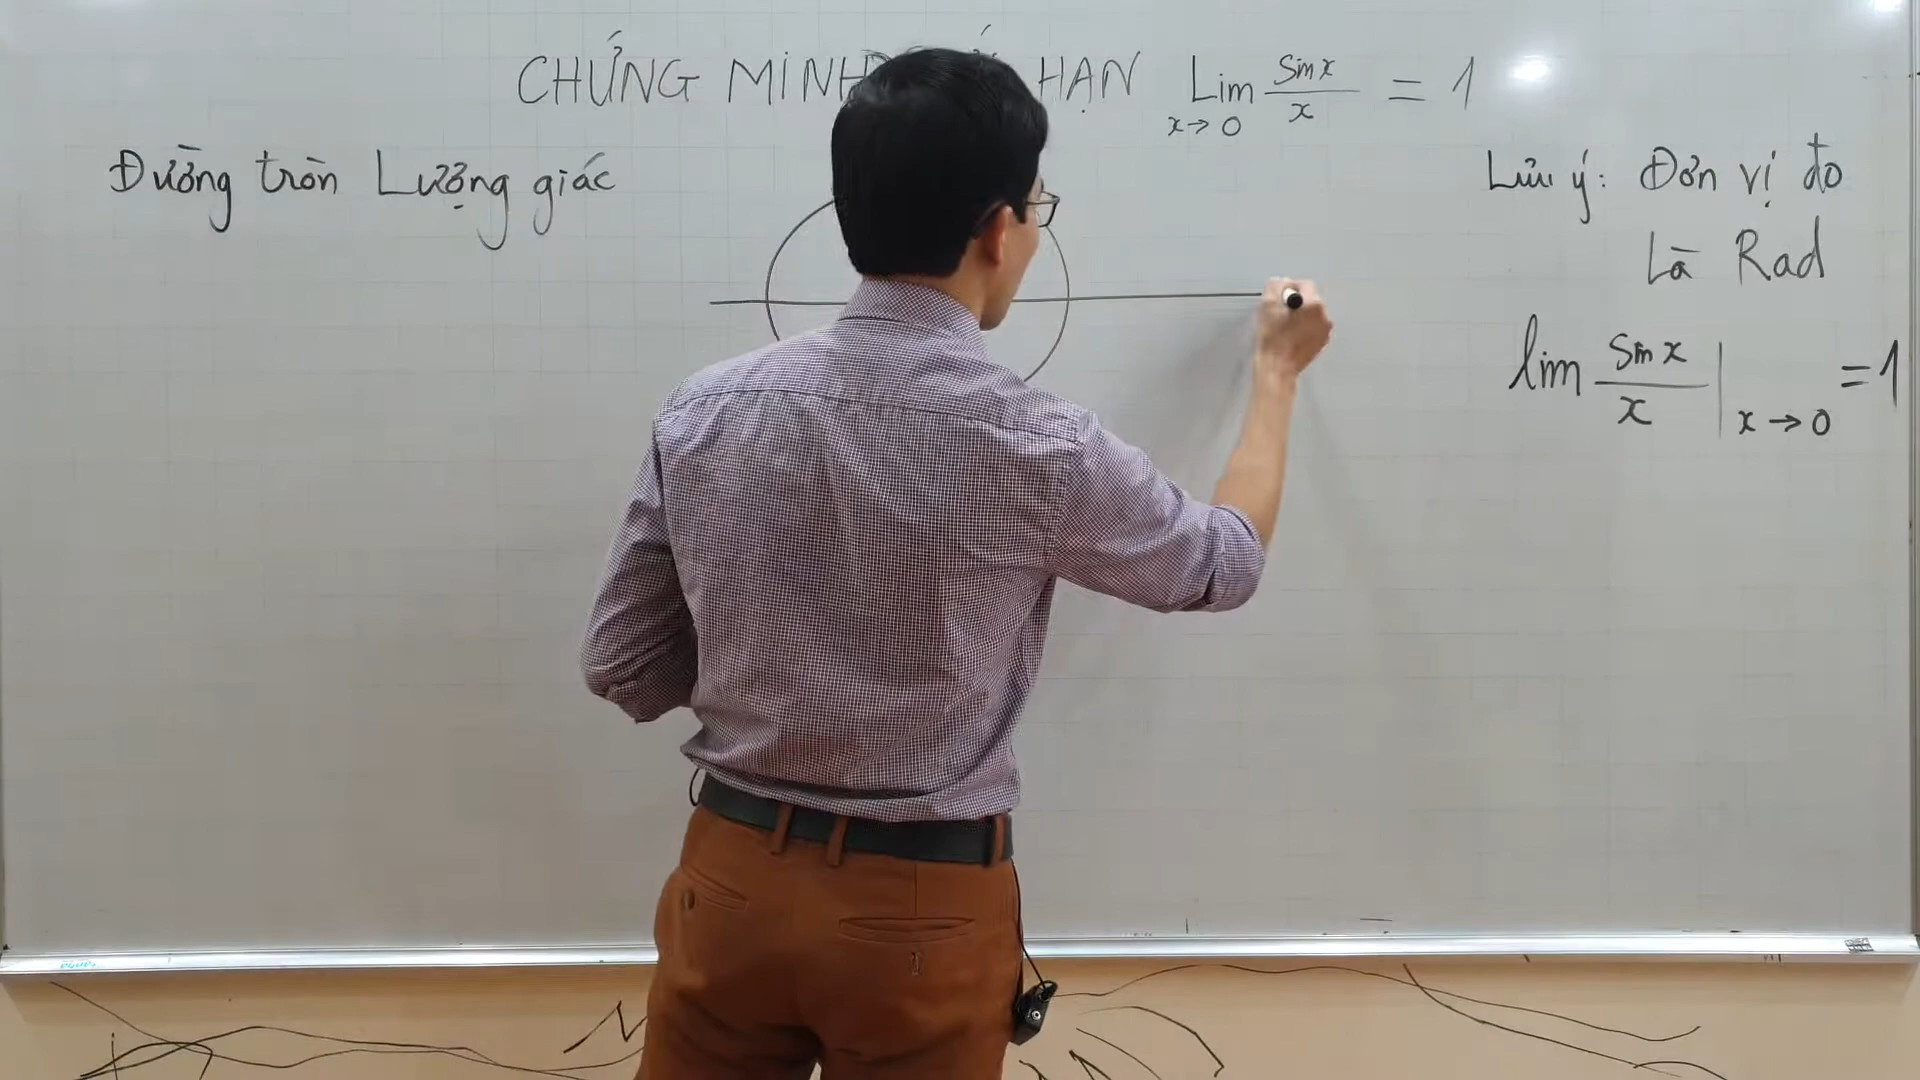 CHỨNG MINH HẠN Lim x→0 sin x / x = 1
Đường tròn Lượng giác
Lưu ý: Đơn vị đo
Là Rad
lim sin x / x | x→0 = 1